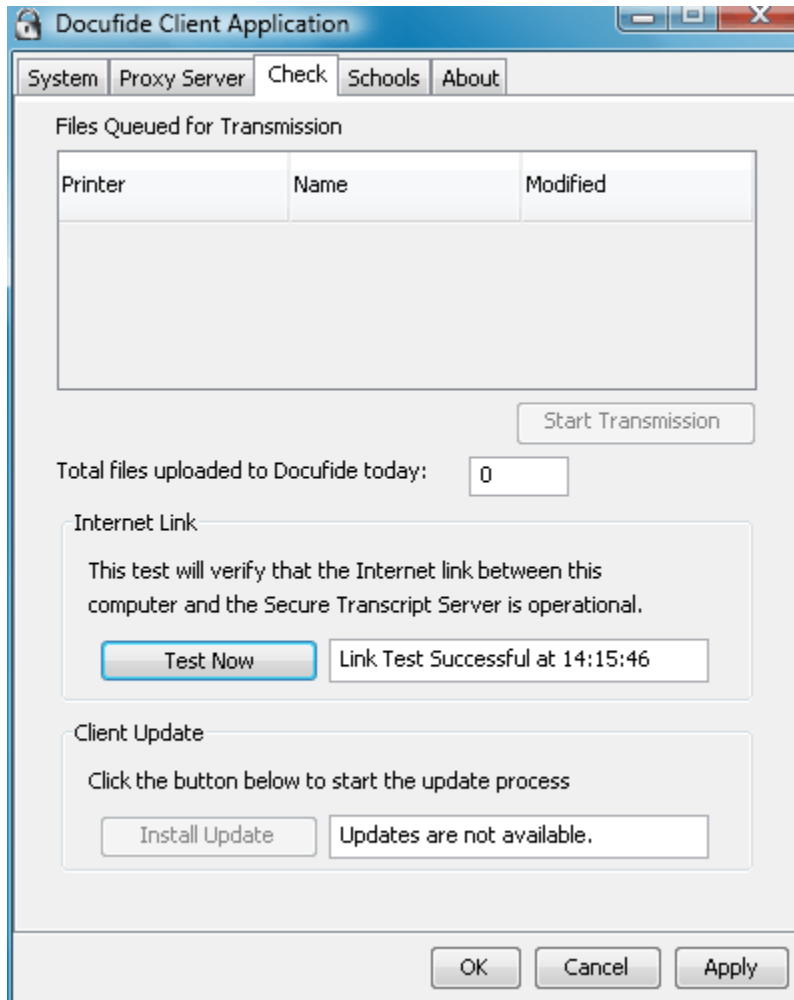 Docufide Client Application
System Proxy Server Check Schools About
Files Queued for Transmission
Printer Name Modified
Start Transmission
Total files uploaded to Docufide today: 0
Internet Link
This test will verify that the Internet link between this
computer and the Secure Transcript Server is operational.
Test Now Link Test Successful at 14:15:46
Client Update
Click the button below to start the update process
Install Update Updates are not available.
OK Cancel Apply